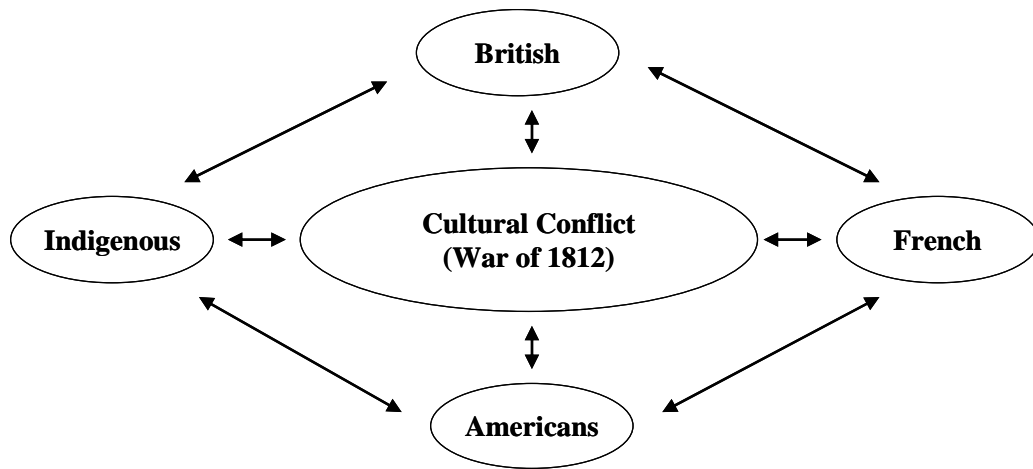 British
Indigenous
Cultural Conflict
(War of 1812)
French
Americans